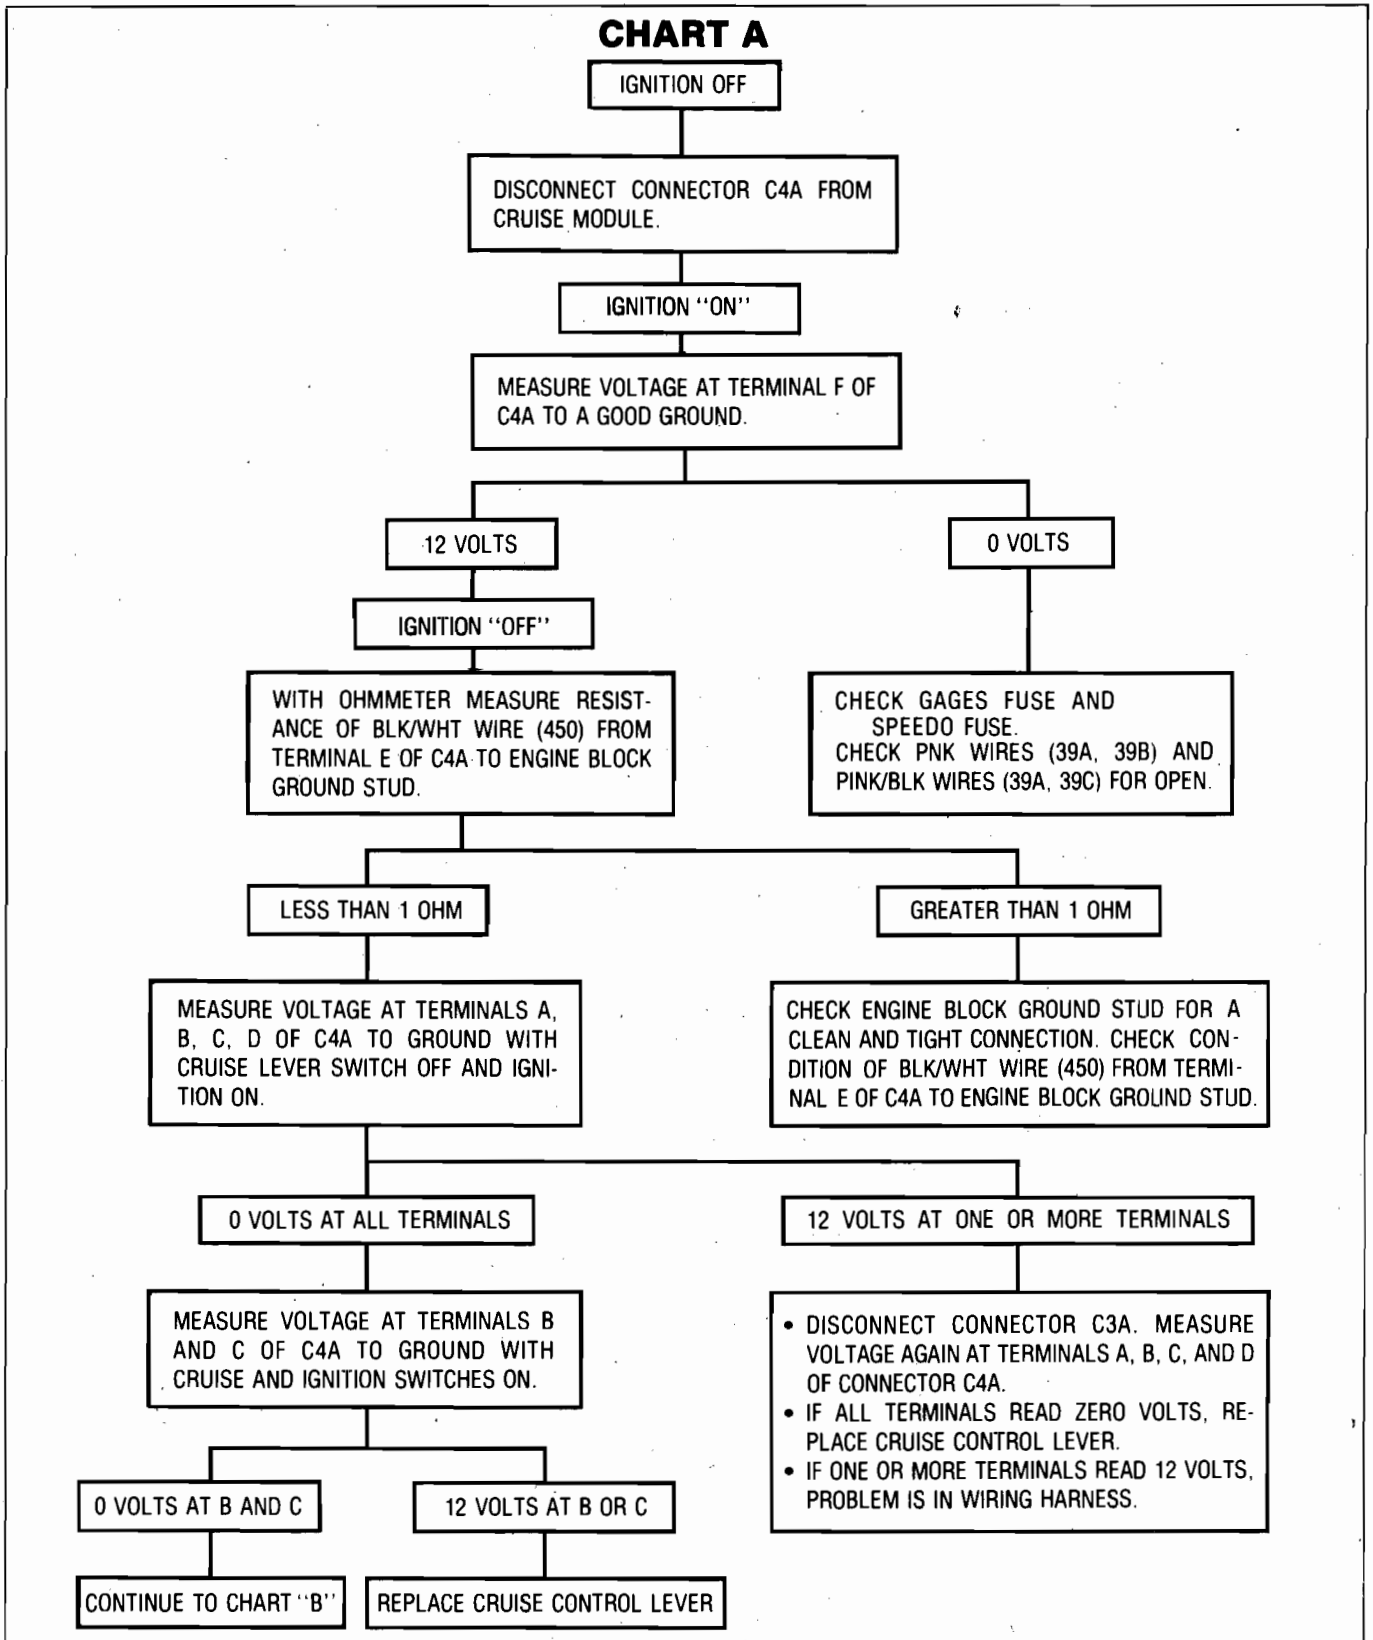 CHART A
IGNITION OFF
DISCONNECT CONNECTOR C4A FROM
CRUISE MODULE.
IGNITION "ON"
MEASURE VOLTAGE AT TERMINAL F OF
C4A TO A GOOD GROUND.
12 VOLTS
0 VOLTS
IGNITION "OFF"
WITH OHMMETER MEASURE RESIST-
ANCE OF BLK/WHT WIRE (450) FROM
TERMINAL E OF C4A TO ENGINE BLOCK
GROUND STUD.
CHECK GAGES FUSE AND
SPEEDO FUSE.
CHECK PNK WIRES (39A, 39B) AND
PINK/BLK WIRES (39A, 39C) FOR OPEN.
LESS THAN 1 OHM
GREATER THAN 1 OHM
MEASURE VOLTAGE AT TERMINALS A,
B, C, D OF C4A TO GROUND WITH
CRUISE LEVER SWITCH OFF AND IGNI-
TION ON.
CHECK ENGINE BLOCK GROUND STUD FOR A
CLEAN AND TIGHT CONNECTION. CHECK CON-
DITION OF BLK/WHT WIRE (450) FROM TERMI-
NAL E OF C4A TO ENGINE BLOCK GROUND STUD.
0 VOLTS AT ALL TERMINALS
12 VOLTS AT ONE OR MORE TERMINALS
MEASURE VOLTAGE AT TERMINALS B
AND C OF C4A TO GROUND WITH
CRUISE AND IGNITION SWITCHES ON.
• DISCONNECT CONNECTOR C3A. MEASURE
VOLTAGE AGAIN AT TERMINALS A, B, C, AND D
OF CONNECTOR C4A.
• IF ALL TERMINALS READ ZERO VOLTS, RE-
PLACE CRUISE CONTROL LEVER.
• IF ONE OR MORE TERMINALS READ 12 VOLTS,
PROBLEM IS IN WIRING HARNESS.
0 VOLTS AT B AND C
12 VOLTS AT B OR C
CONTINUE TO CHART "B"
REPLACE CRUISE CONTROL LEVER